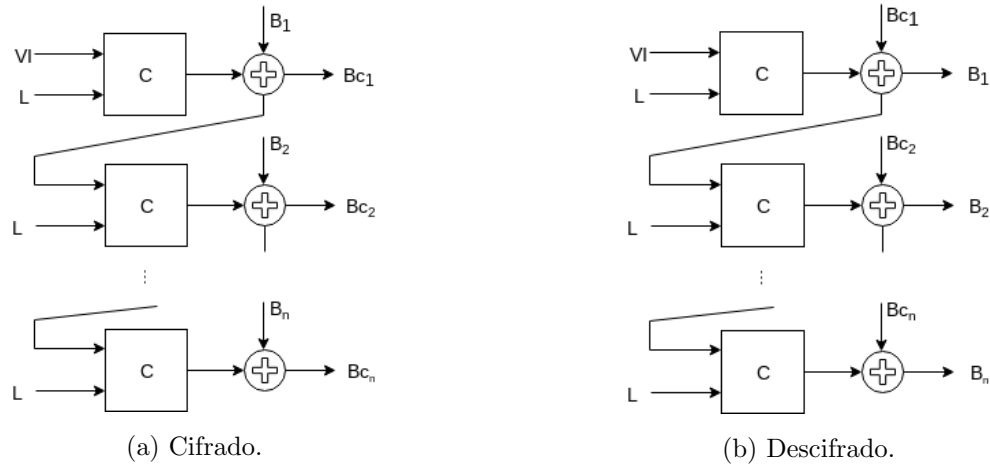 B1
VI
C
Bc1
L
B2
C
Bc2
L
⋮
Bn
C
Bcn
L
(a) Cifrado.
Bc1
VI
C
B1
L
Bc2
C
B2
L
⋮
Bcn
C
Bn
L
(b) Descifrado.